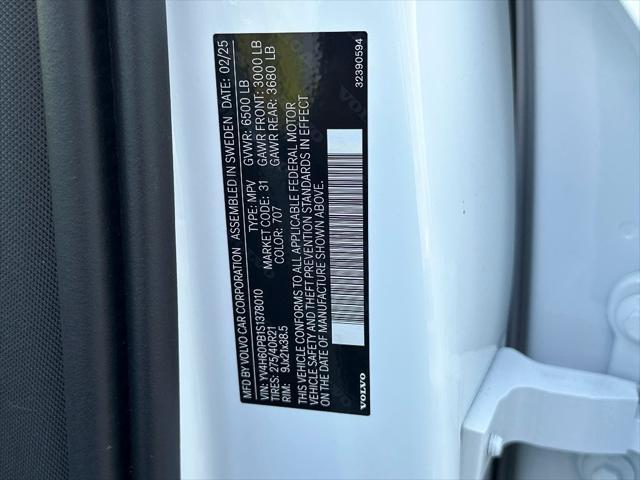 MFD BY VOLVO CAR CORPORATION ASSEMBLED IN SWEDEN DATE: 02/25
VIN: YV4H60PB1S1378010 TYPE: MPV GVWR: 6500 LB
TIRES: 275/40R21 MARKET CODE: 31 GAWR FRONT: 3000 LB
RIM: 9Jx21x38.5 COLOR: 707 GAWR REAR: 3680 LB
THIS VEHICLE CONFORMS TO ALL APPLICABLE FEDERAL MOTOR
VEHICLE SAFETY AND THEFT PREVENTION STANDARDS IN EFFECT
ON THE DATE OF MANUFACTURE SHOWN ABOVE.
VOLVO 32390594